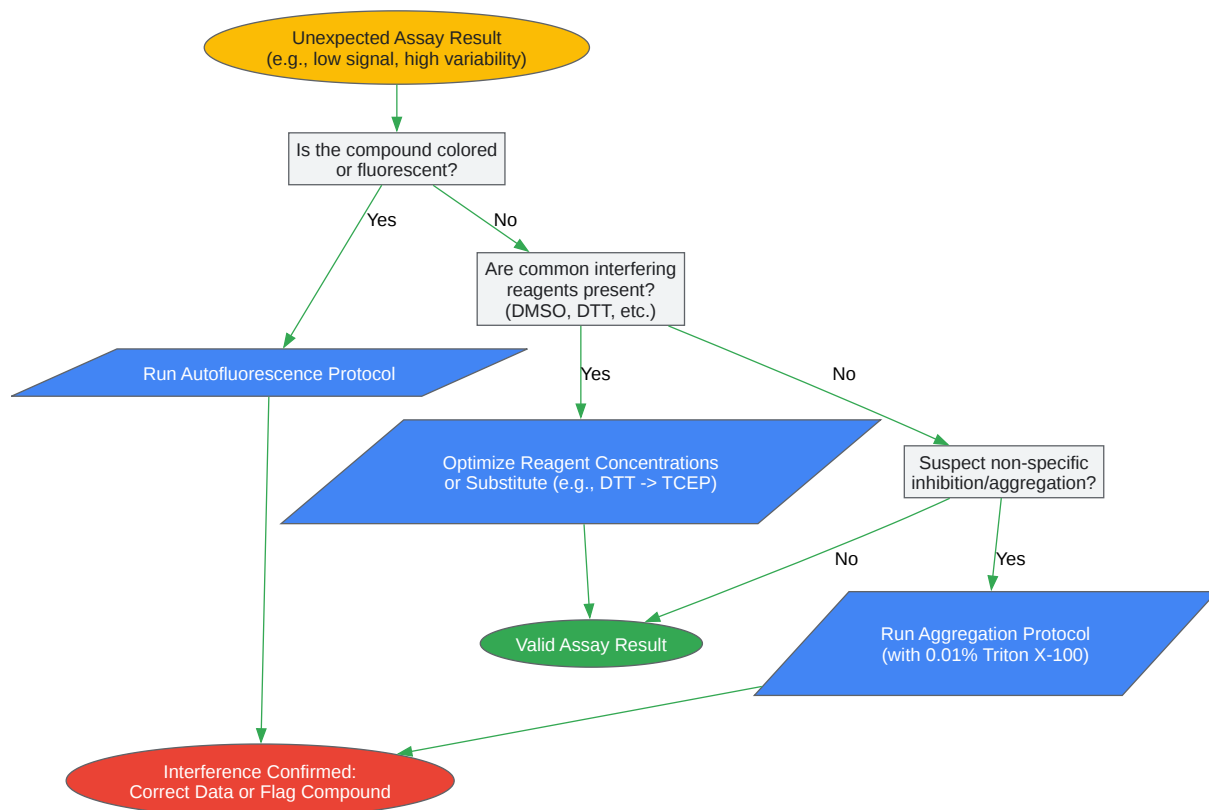 Unexpected Assay Result
(e.g., low signal, high variability)
Is the compound colored
or fluorescent?
Yes
No
Are common interfering
reagents present?
(DMSO, DTT, etc.)
Run Autofluorescence Protocol
Yes
No
Optimize Reagent Concentrations
or Substitute (e.g., DTT -> TCEP)
Suspect non-specific
inhibition/aggregation?
No
Yes
Valid Assay Result
Run Aggregation Protocol
(with 0.01% Triton X-100)
Interference Confirmed:
Correct Data or Flag Compound